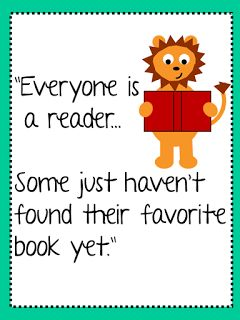 "Everyone is
a reader...
Some just haven't
found their favorite
book yet."